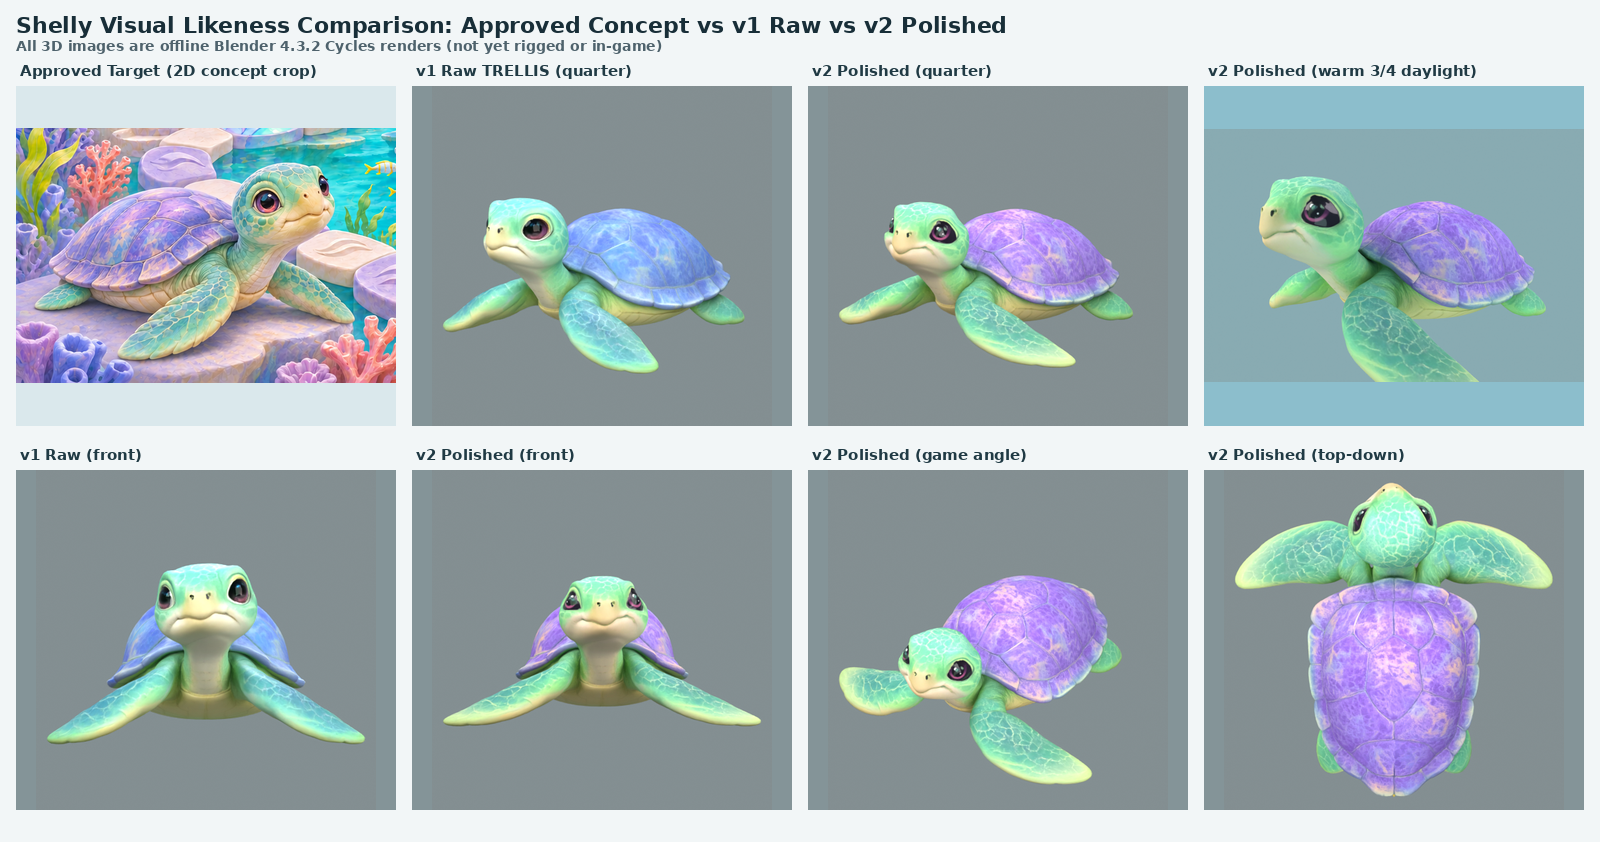 Shelly Visual Likeness Comparison: Approved Concept vs v1 Raw vs v2 Polished
All 3D images are offline Blender 4.3.2 Cycles renders (not yet rigged or in-game)
Approved Target (2D concept crop)
v1 Raw TRELLIS (quarter)
v2 Polished (quarter)
v2 Polished (warm 3/4 daylight)
v1 Raw (front)
v2 Polished (front)
v2 Polished (game angle)
v2 Polished (top-down)